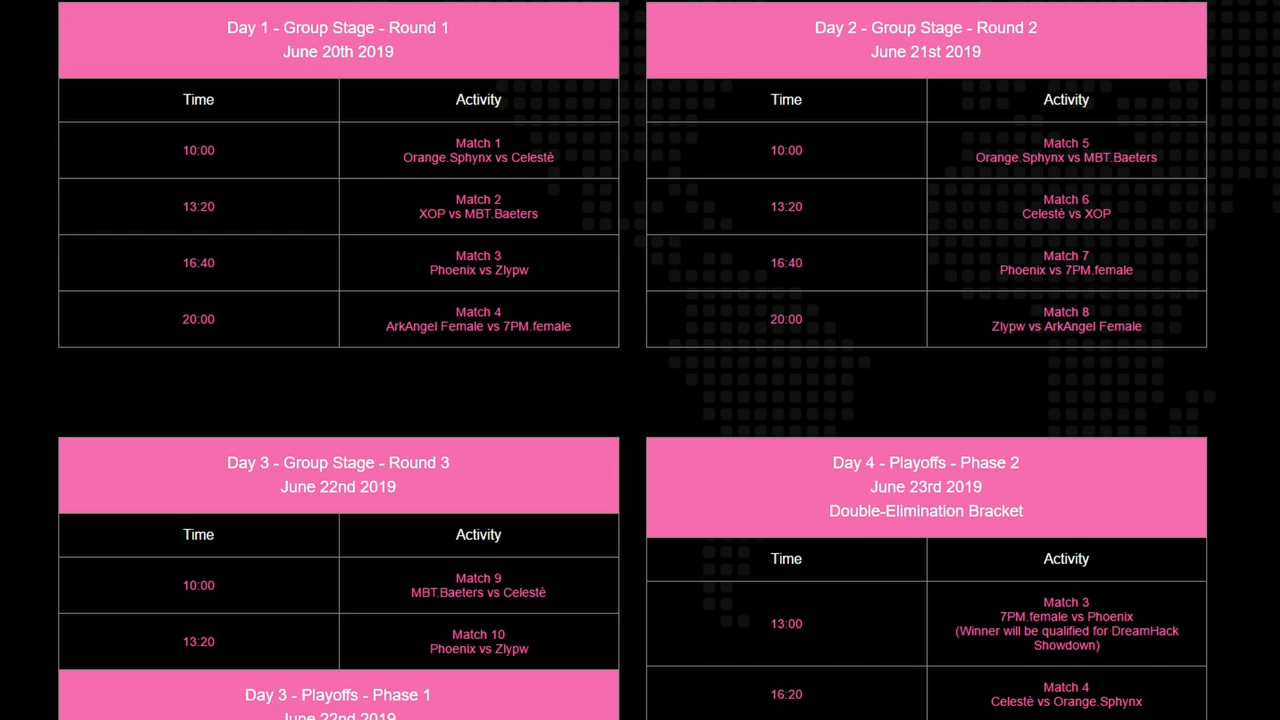 Day 1 - Group Stage - Round 1
June 20th 2019
Time
Activity
10:00
Match 1
Orange.Sphynx vs Celestè
13:20
Match 2
XOP vs MBT.Baeters
16:40
Match 3
Phoenix vs Zlypw
20:00
Match 4
ArkAngel Female vs 7PM.female
Day 2 - Group Stage - Round 2
June 21st 2019
Time
Activity
10:00
Match 5
Orange.Sphynx vs MBT.Baeters
13:20
Match 6
Celestè vs XOP
16:40
Match 7
Phoenix vs 7PM.female
20:00
Match 8
Zlypw vs ArkAngel Female
Day 3 - Group Stage - Round 3
June 22nd 2019
Time
Activity
10:00
Match 9
MBT.Baeters vs Celestè
13:20
Match 10
Phoenix vs Zlypw
Day 3 - Playoffs - Phase 1
June 22nd 2019
Day 4 - Playoffs - Phase 2
June 23rd 2019
Double-Elimination Bracket
Time
Activity
13:00
Match 3
7PM.female vs Phoenix
(Winner will be qualified for DreamHack
Showdown)
16:20
Match 4
Celestè vs Orange.Sphynx